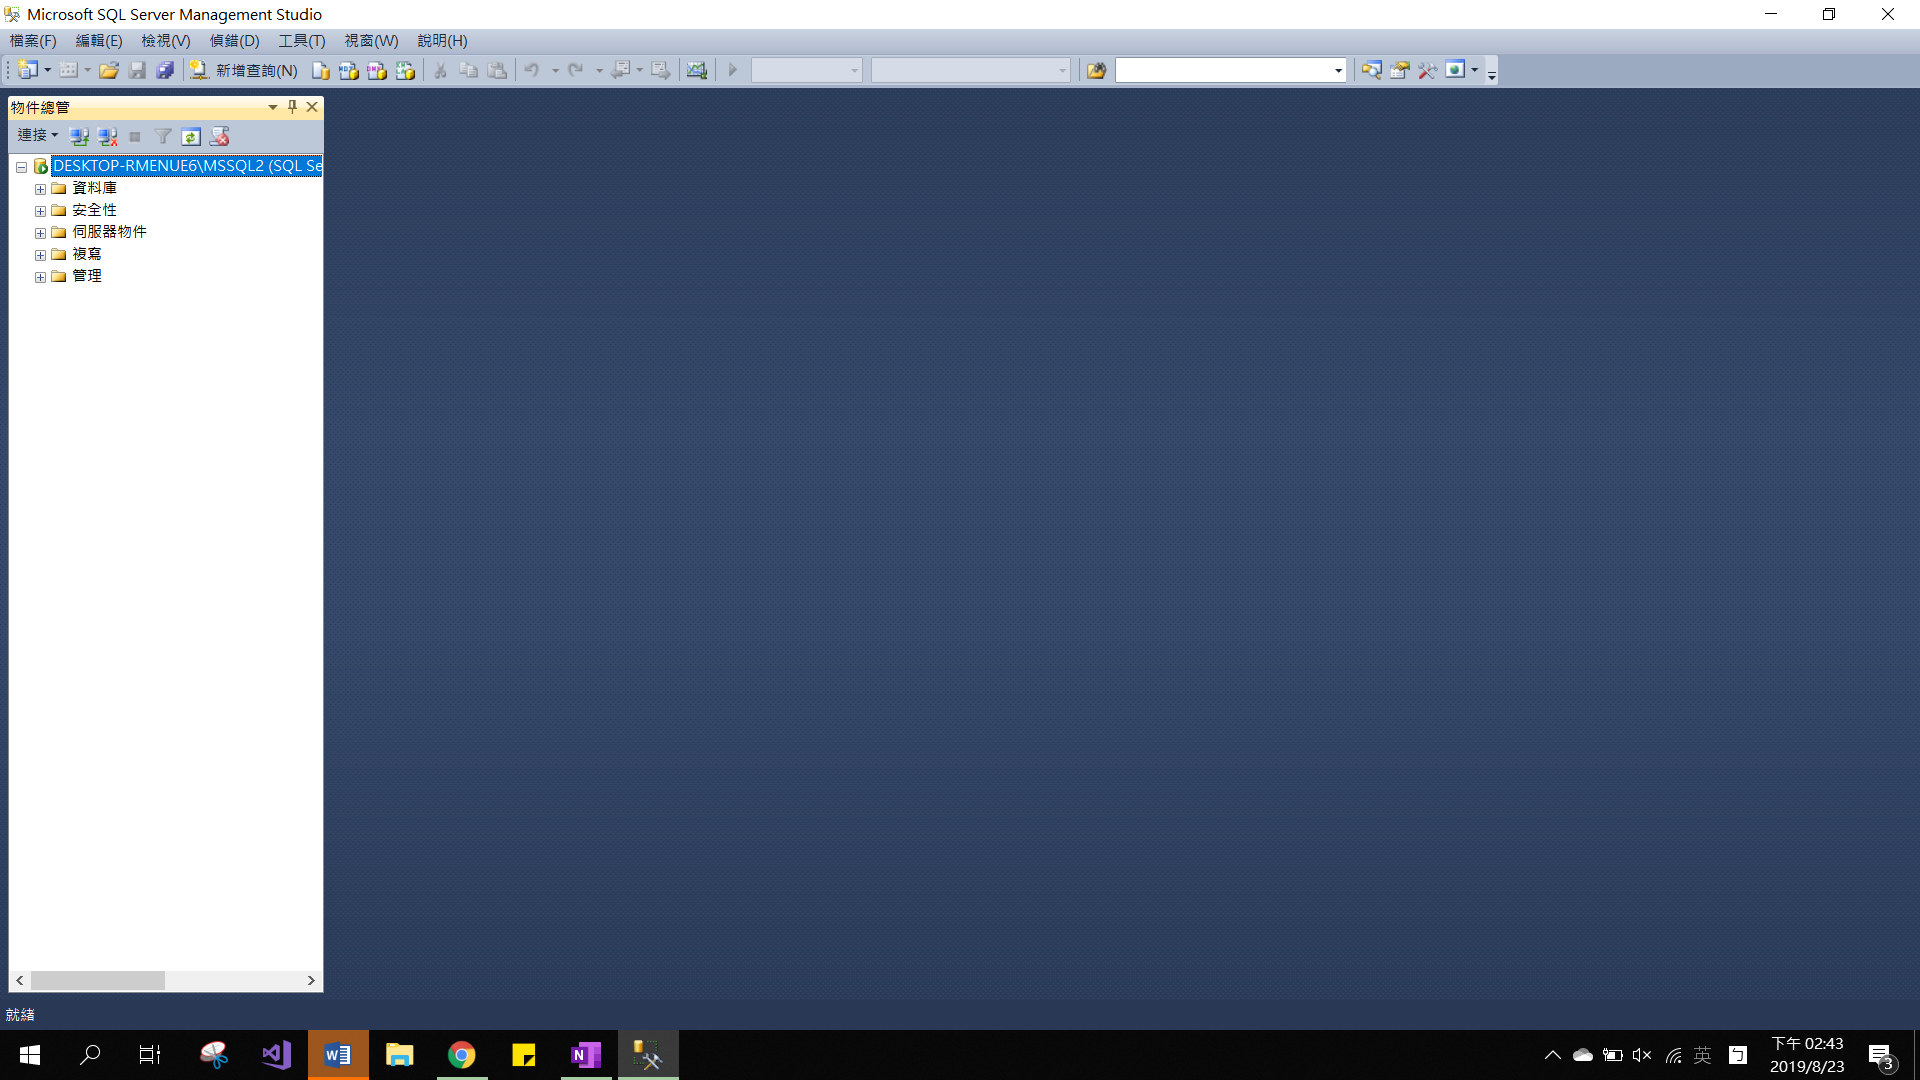 Microsoft SQL Server Management Studio
檔案(F) 編輯(E) 檢視(V) 偵錯(D) 工具(T) 視窗(W) 說明(H)
新增查詢(N)
物件總管
連接
DESKTOP-RMENUE6\MSSQL2 (SQL Se
資料庫
安全性
伺服器物件
複寫
管理
就緒
英
下午 02:43
2019/8/23
3